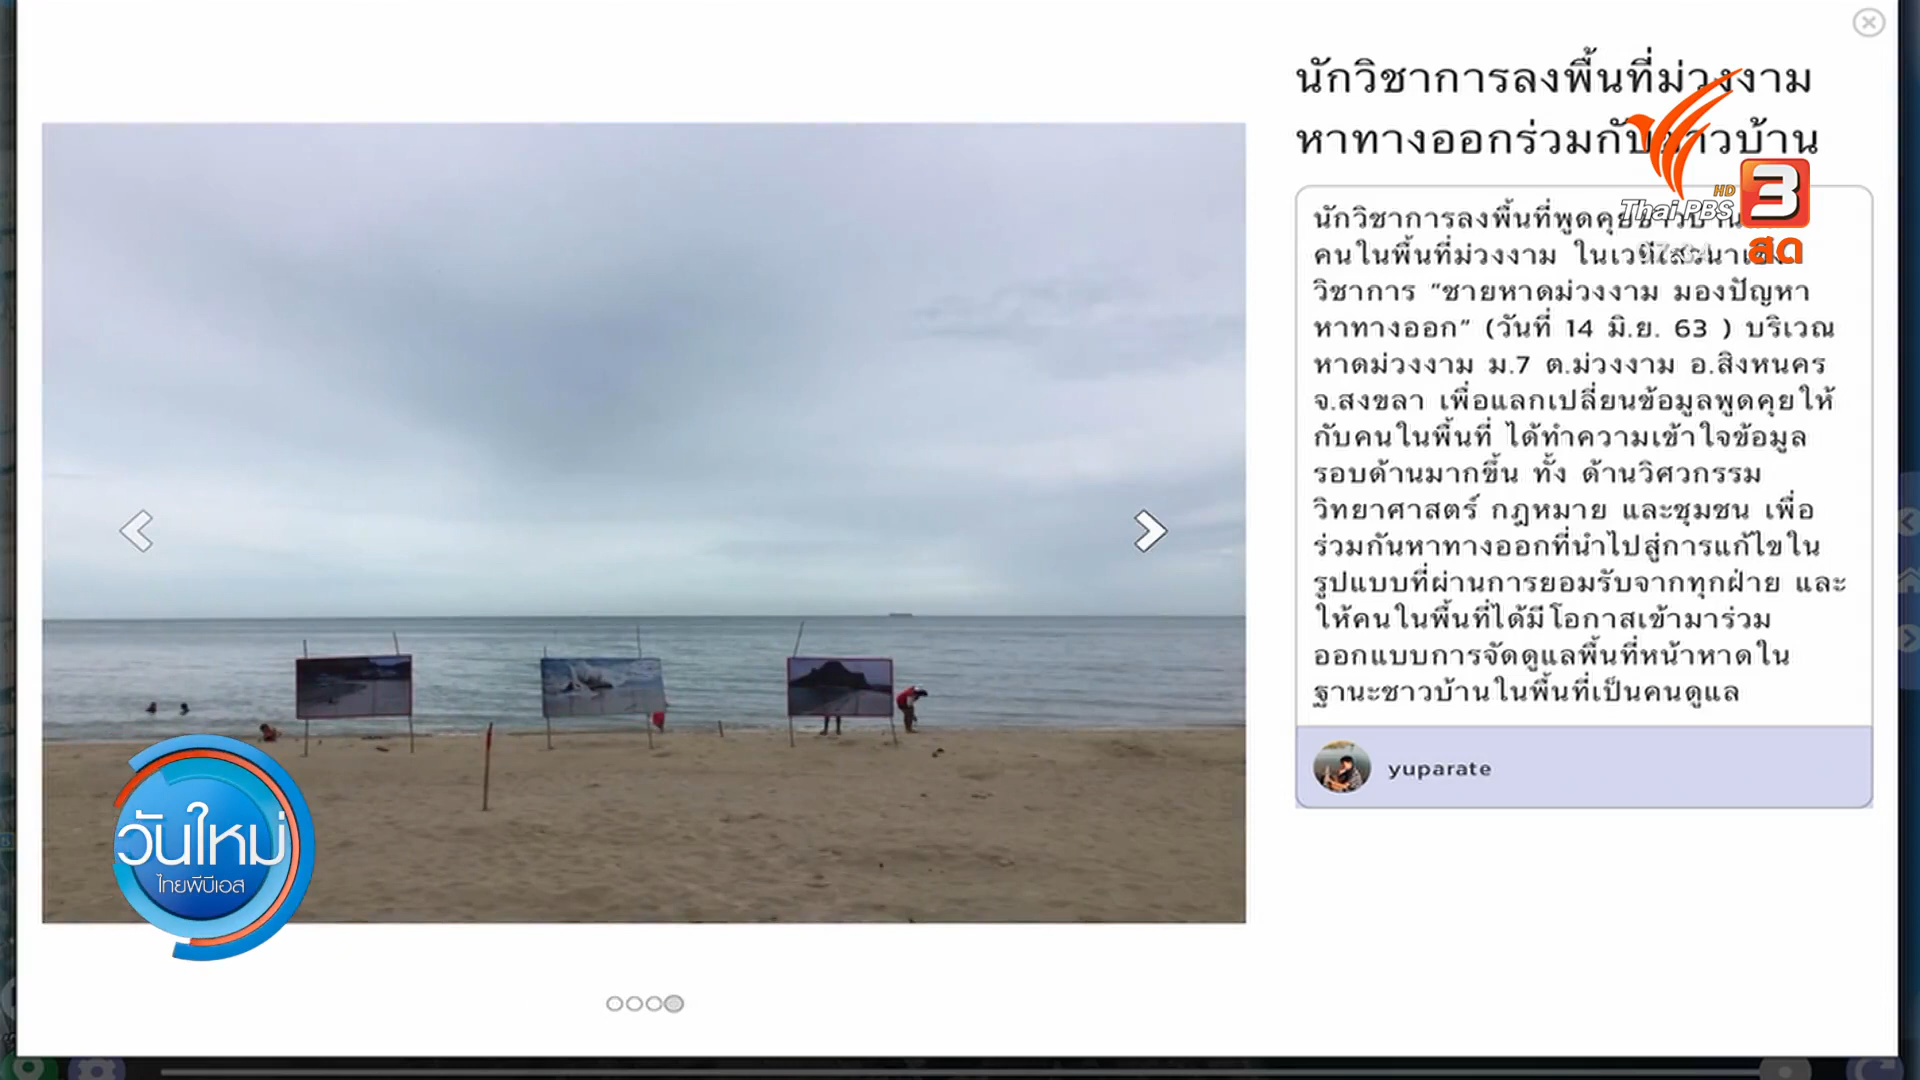 นักวิชาการลงพื้นที่ม่วงงาม
หาทางออกร่วมกับชาวบ้าน
HD
Thai PBS
3
สด
นักวิชาการลงพื้นที่พูดคุยชาวบ้าน
คนในพื้นที่ม่วงงาม ในเวทีเสวนาเชิง
วิชาการ "ชายหาดม่วงงาม มองปัญหา
หาทางออก" (วันที่ 14 มิ.ย. 63 ) บริเวณ
หาดม่วงงาม ม.7 ต.ม่วงงาม อ.สิงหนคร
จ.สงขลา เพื่อแลกเปลี่ยนข้อมูลพูดคุยให้
กับคนในพื้นที่ ได้ทำความเข้าใจข้อมูล
รอบด้านมากขึ้น ทั้ง ด้านวิศวกรรม
วิทยาศาสตร์ กฎหมาย และชุมชน เพื่อ
ร่วมกันหาทางออกที่นำไปสู่การแก้ไขใน
รูปแบบที่ผ่านการยอมรับจากทุกฝ่าย และ
ให้คนในพื้นที่ได้มีโอกาสเข้ามาร่วม
ออกแบบการจัดดูแลพื้นที่หน้าหาดใน
ฐานะชาวบ้านในพื้นที่เป็นคนดูแล
yuparate
วันใหม่
ไทยพีบีเอส